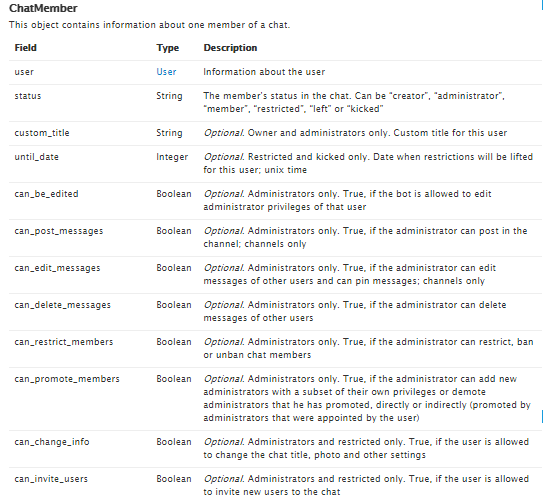 ChatMember
This object contains information about one member of a chat.
Field Type Description
user User Information about the user
status String The member's status in the chat. Can be “creator”, “administrator”,
“member”, “restricted”, “left” or “kicked”
custom_title String Optional. Owner and administrators only. Custom title for this user
until_date Integer Optional. Restricted and kicked only. Date when restrictions will be lifted
for this user; unix time
can_be_edited Boolean Optional. Administrators only. True, if the bot is allowed to edit
administrator privileges of that user
can_post_messages Boolean Optional. Administrators only. True, if the administrator can post in the
channel; channels only
can_edit_messages Boolean Optional. Administrators only. True, if the administrator can edit
messages of other users and can pin messages; channels only
can_delete_messages Boolean Optional. Administrators only. True, if the administrator can delete
messages of other users
can_restrict_members Boolean Optional. Administrators only. True, if the administrator can restrict, ban
or unban chat members
can_promote_members Boolean Optional. Administrators only. True, if the administrator can add new
administrators with a subset of their own privileges or demote
administrators that he has promoted, directly or indirectly (promoted by
administrators that were appointed by the user)
can_change_info Boolean Optional. Administrators and restricted only. True, if the user is allowed
to change the chat title, photo and other settings
can_invite_users Boolean Optional. Administrators and restricted only. True, if the user is allowed
to invite new users to the chat